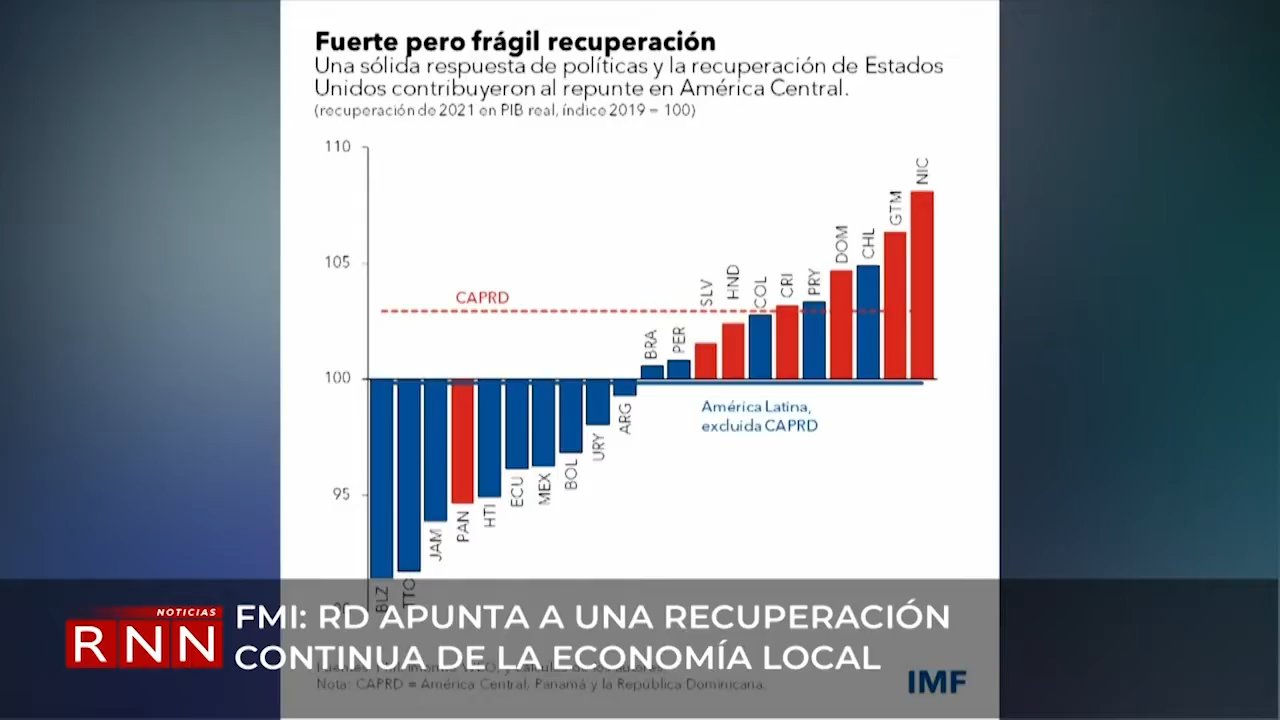 Fuerte pero frágil recuperación
Una sólida respuesta de políticas y la recuperación de Estados
Unidos contribuyeron al repunte en América Central.
(recuperación de 2021 en PIB real, índice 2019 = 100)
110
105
100
95
CAPRD
América Latina,
excluida CAPRD
BLZ
TTO
JAM
PAN
HTI
ECU
MEX
BOL
URY
ARG
BRA
PER
SLV
HND
COL
CRI
PRY
DOM
CHL
GTM
NIC
NOTICIAS
RNN
FMI: RD APUNTA A UNA RECUPERACIÓN
CONTINUA DE LA ECONOMÍA LOCAL
Nota: CAPRD = América Central, Panamá y la República Dominicana.
IMF